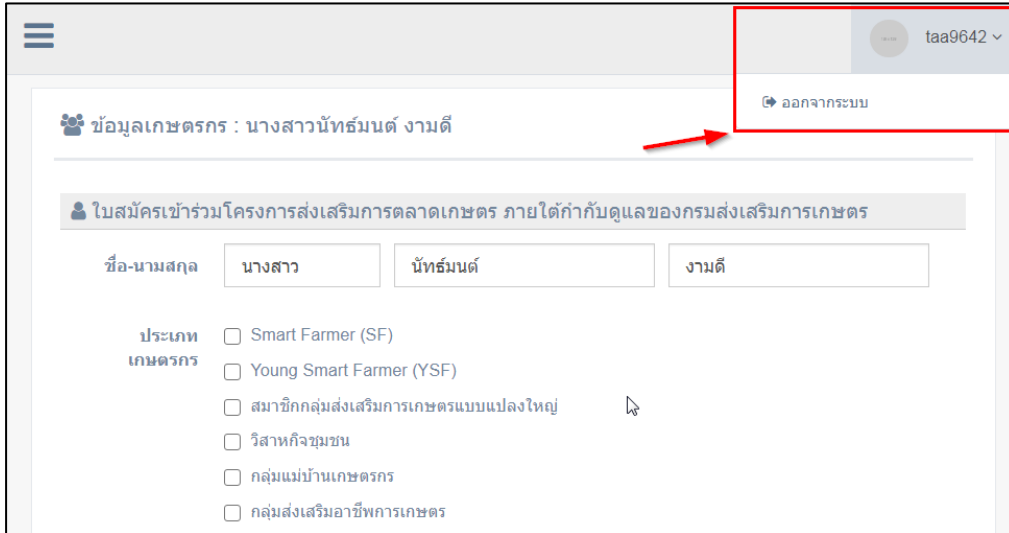 taa9642
ออกจากระบบ
ข้อมูลเกษตรกร : นางสาวนัทธ์มนต์ งามดี
ใบสมัครเข้าร่วมโครงการส่งเสริมการตลาดเกษตร ภายใต้กำกับดูแลของกรมส่งเสริมการเกษตร
ชื่อ-นามสกุล นางสาว นัทธ์มนต์ งามดี
ประเภท
เกษตรกร
Smart Farmer (SF)
Young Smart Farmer (YSF)
สมาชิกกลุ่มส่งเสริมการเกษตรแบบแปลงใหญ่
วิสาหกิจชุมชน
กลุ่มแม่บ้านเกษตรกร
กลุ่มส่งเสริมอาชีพการเกษตร